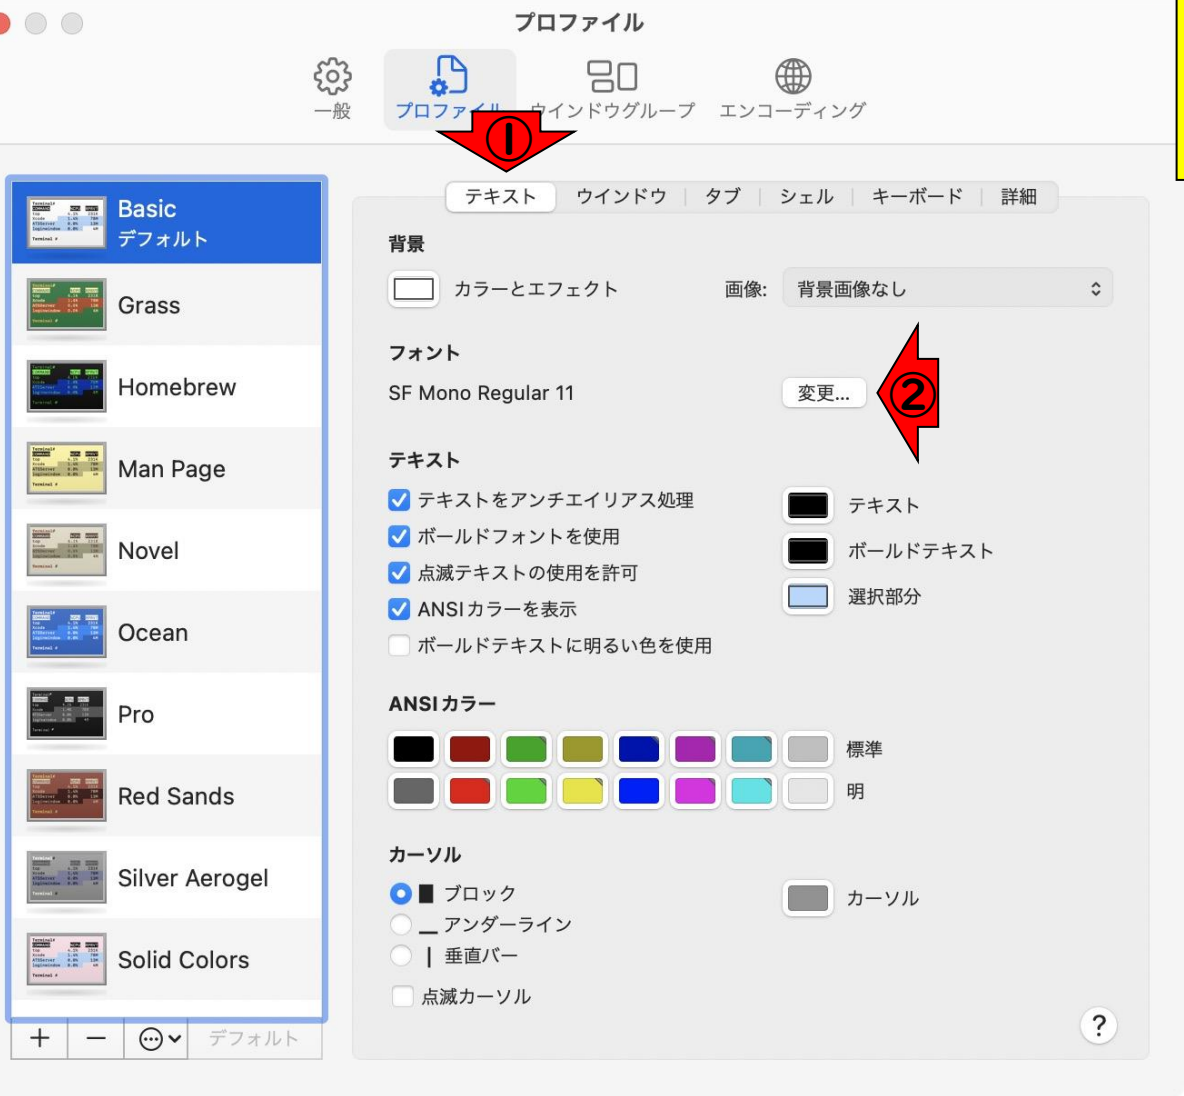 プロファイル
一般
プロファイル
ウインドウグループ
エンコーディング
①
テキスト ウインドウ タブ シェル キーボード 詳細
Basic
デフォルト
Grass
Homebrew
Man Page
Novel
Ocean
Pro
Red Sands
Silver Aerogel
Solid Colors
デフォルト
背景
カラーとエフェクト
画像: 背景画像なし
フォント
SF Mono Regular 11
変更...
②
テキスト
テキストをアンチエイリアス処理
ボールドフォントを使用
点滅テキストの使用を許可
ANSIカラーを表示
ボールドテキストに明るい色を使用
テキスト
ボールドテキスト
選択部分
ANSIカラー
標準
明
カーソル
ブロック
アンダーライン
垂直バー
点滅カーソル
カーソル
?